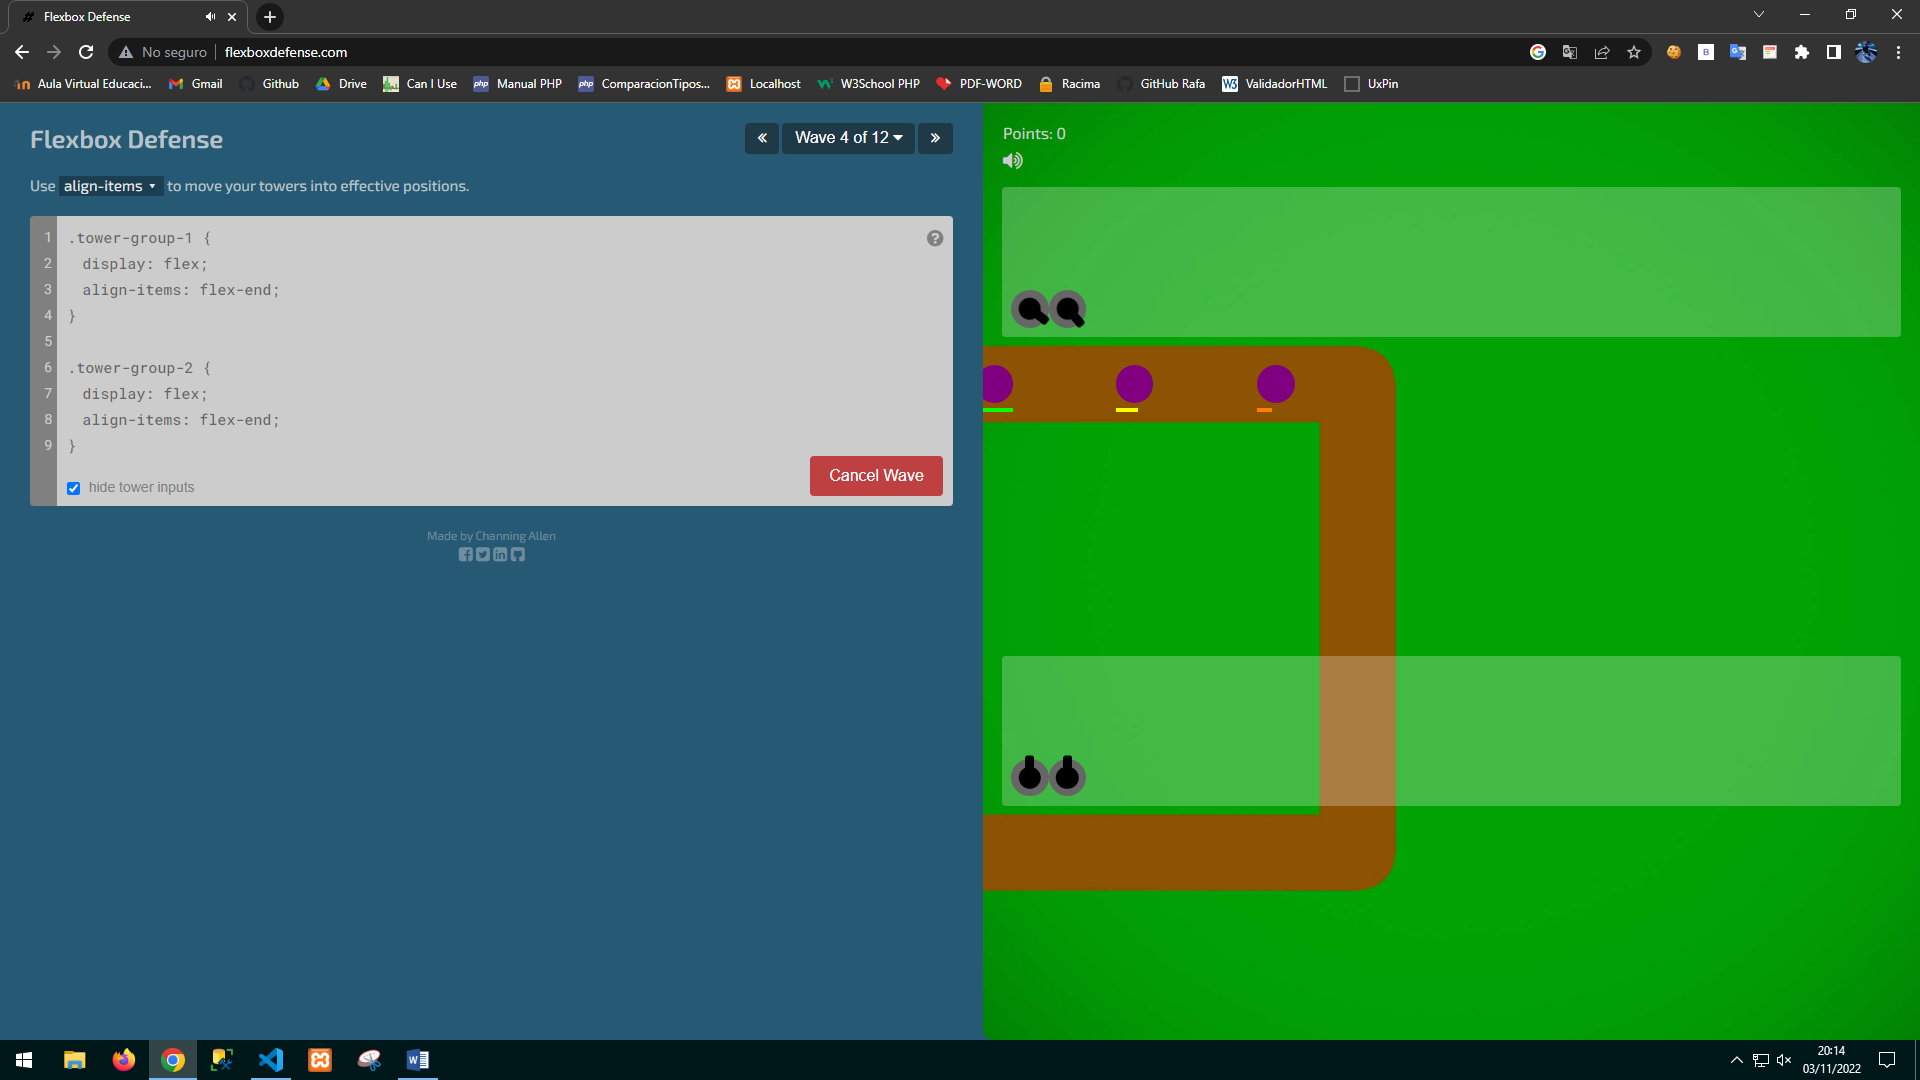 Flexbox Defense
No seguro
flexboxdefense.com
Aula Virtual Educaci...
Gmail
Github
Drive
Can I Use
php
Manual PHP
php
ComparacionTipos...
Localhost
W3School PHP
PDF-WORD
Racima
GitHub Rafa
W3
ValidadorHTML
UxPin
Flexbox Defense
« Wave 4 of 12 »
Use align-items to move your towers into effective positions.
1 .tower-group-1 {
2 display: flex;
3 align-items: flex-end;
4 }
5
6 .tower-group-2 {
7 display: flex;
8 align-items: flex-end;
9 }
?
hide tower inputs
Cancel Wave
Made by Channing Allen
Points: 0
20:14
03/11/2022